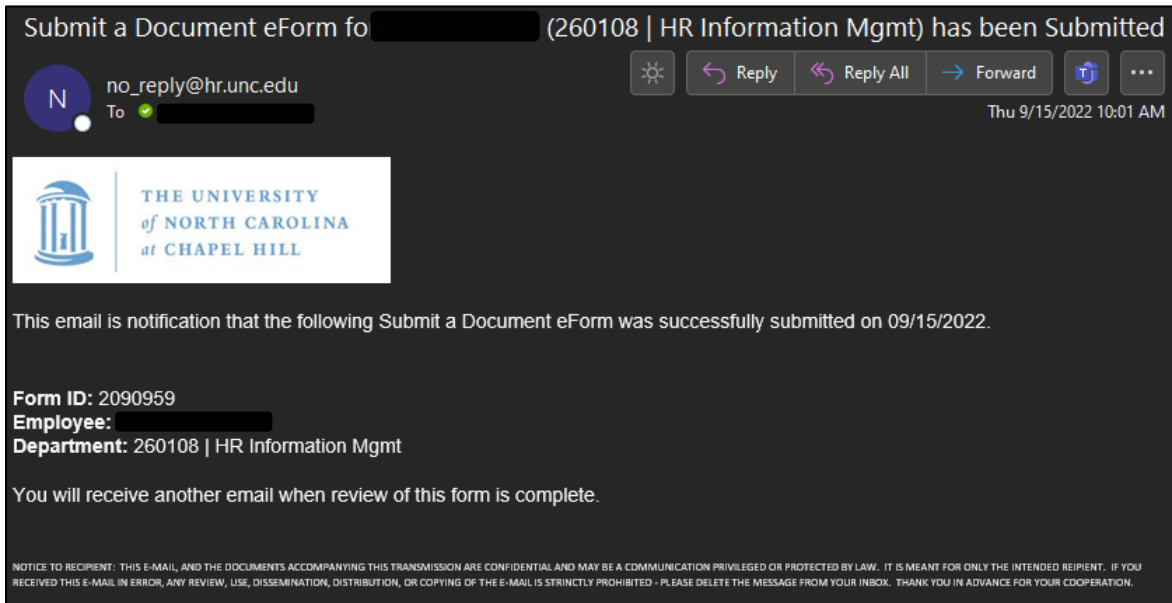 Submit a Document eForm fo (260108 | HR Information Mgmt) has been Submitted
Reply Reply All Forward
N
no_reply@hr.unc.edu
To
Thu 9/15/2022 10:01 AM
THE UNIVERSITY
of NORTH CAROLINA
at CHAPEL HILL
This email is notification that the following Submit a Document eForm was successfully submitted on 09/15/2022.
Form ID: 2090959
Employee:
Department: 260108 | HR Information Mgmt
You will receive another email when review of this form is complete.
NOTICE TO RECIPIENT: THIS E-MAIL, AND THE DOCUMENTS ACCOMPANYING THIS TRANSMISSION ARE CONFIDENTIAL AND MAY BE A COMMUNICATION PRIVILEGED OR PROTECTED BY LAW. IT IS MEANT FOR ONLY THE INTENDED REIPIENT. IF YOU
RECEIVED THIS E-MAIL IN ERROR, ANY REVIEW, USE, DISSEMINATION, DISTRIBUTION, OR COPYING OF THE E-MAIL IS STRINCTLY PROHIBITED - PLEASE DELETE THE MESSAGE FROM YOUR INBOX. THANK YOU IN ADVANCE FOR YOUR COOPERATION.